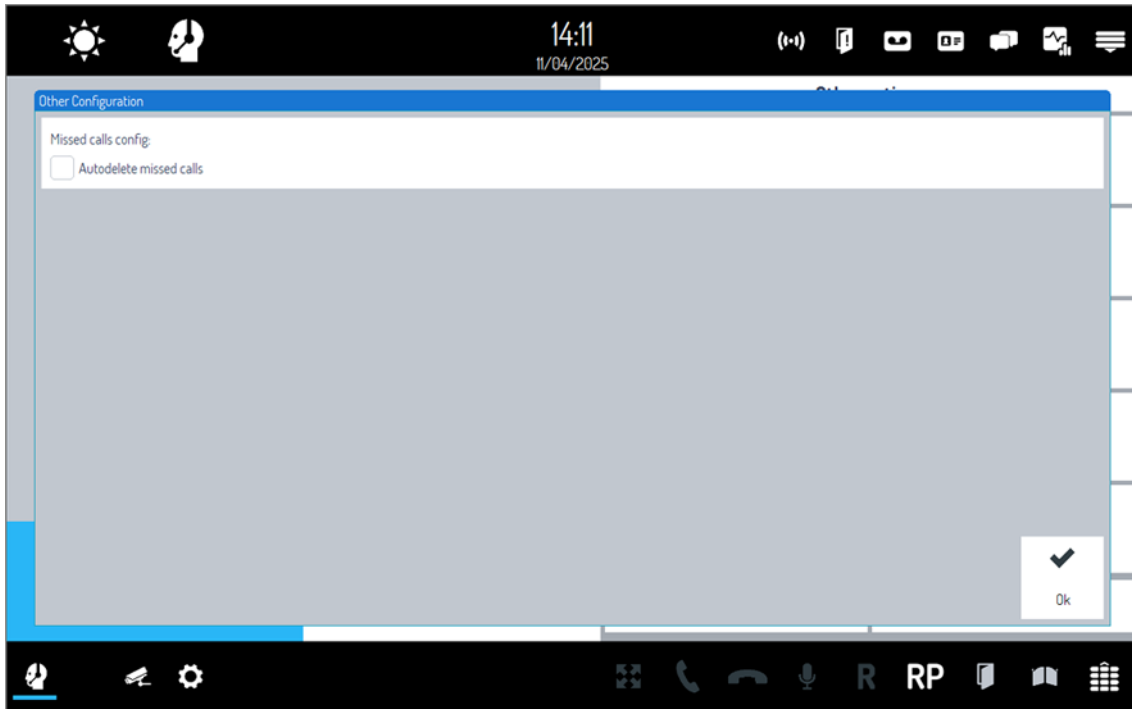 14:11
11/04/2025
Other Configuration
Missed calls config:
Autodelete missed calls
Ok
R RP